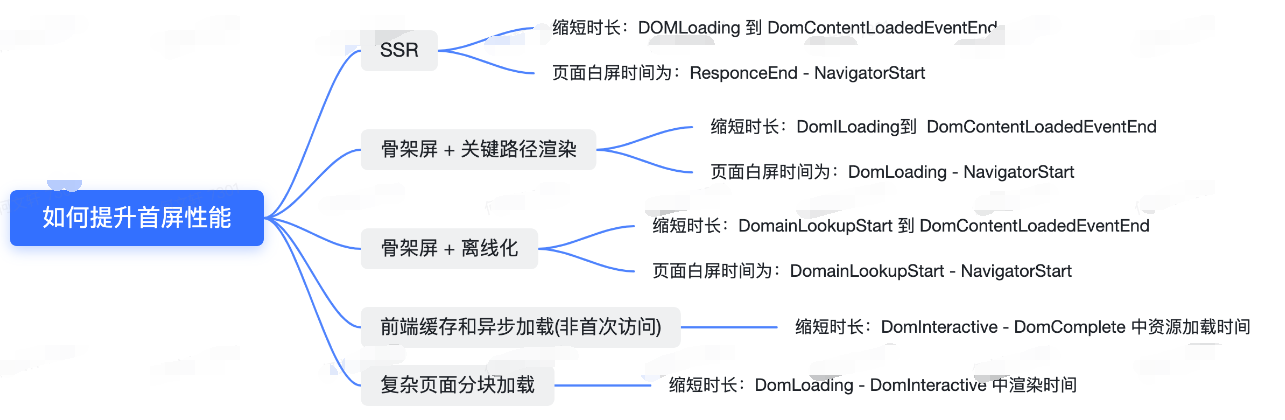 如何提升首屏性能
SSR
缩短时长：DOMLoading 到 DomContentLoadedEventEnd
页面白屏时间为：ResponceEnd - NavigatorStart
骨架屏 + 关键路径渲染
缩短时长：DomILoading到 DomContentLoadedEventEnd
页面白屏时间为：DomLoading - NavigatorStart
骨架屏 + 离线化
缩短时长：DomainLookupStart 到 DomContentLoadedEventEnd
页面白屏时间为：DomainLookupStart - NavigatorStart
前端缓存和异步加载(非首次访问)
缩短时长：DomInteractive - DomComplete 中资源加载时间
复杂页面分块加载
缩短时长：DomLoading - DomInteractive 中渲染时间